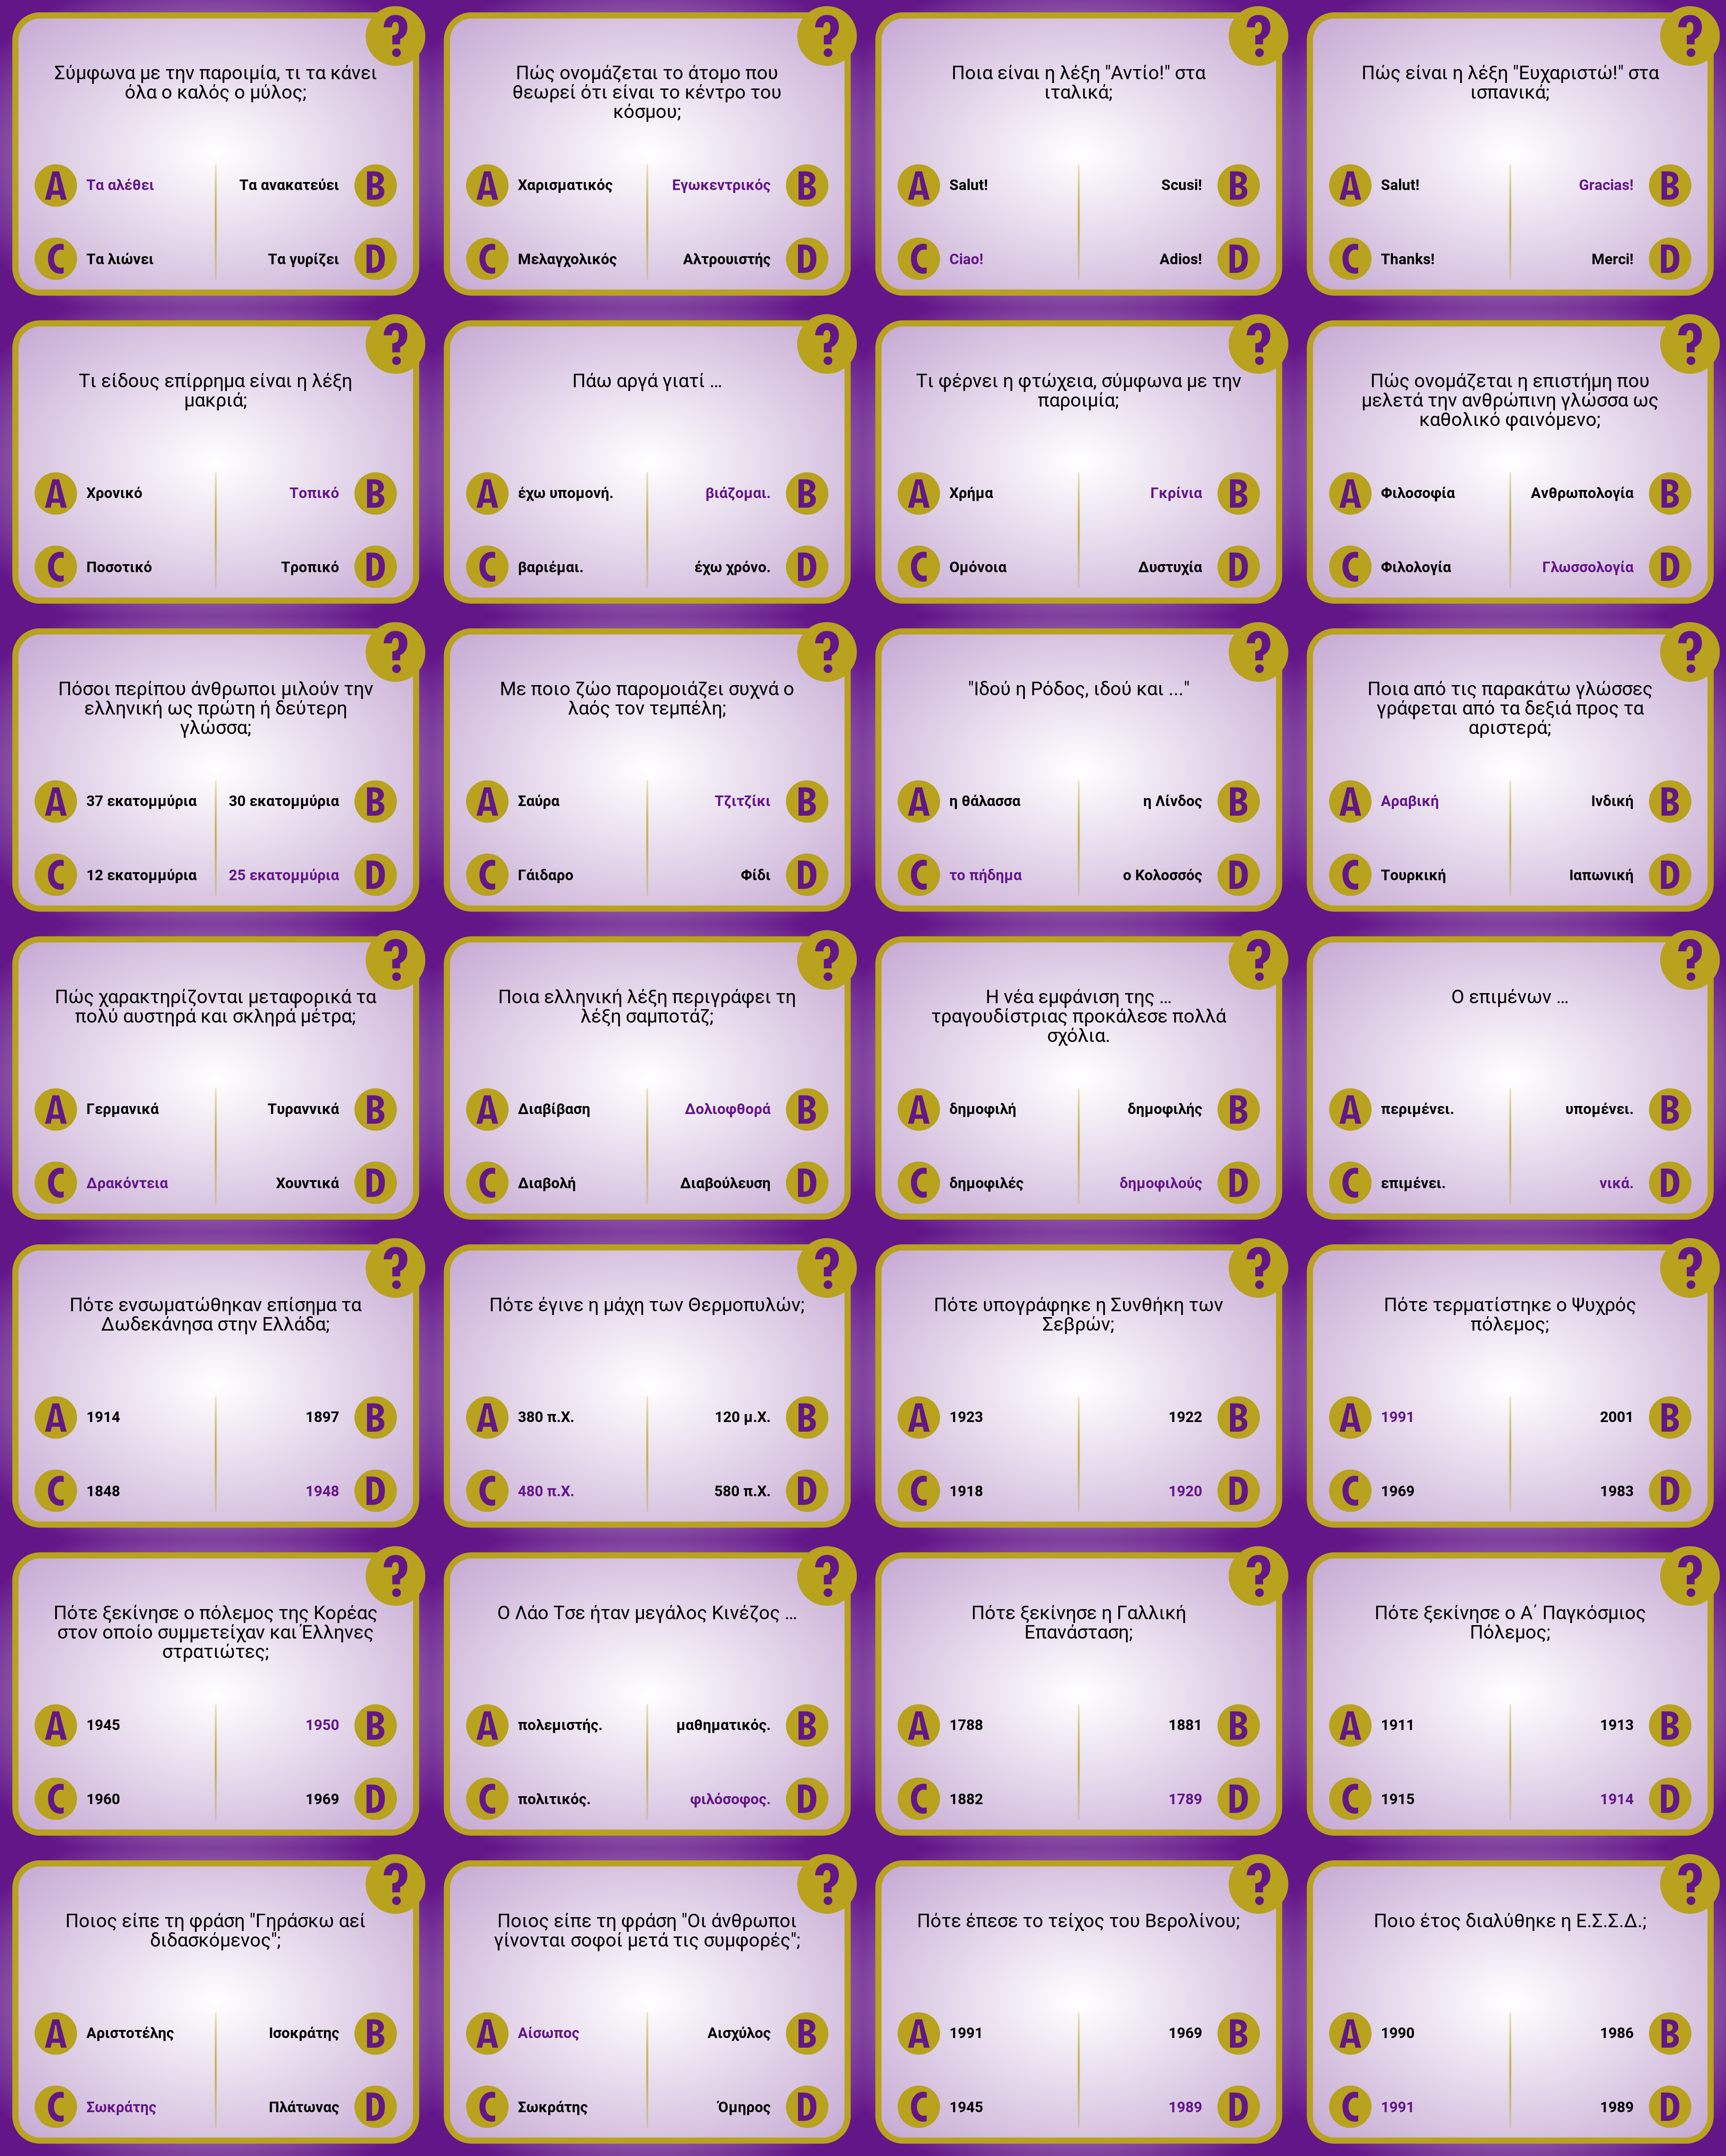 ?
Σύμφωνα με την παροιμία, τι τα κάνει
όλα ο καλός ο μύλος;
A Τα αλέθει
Τα ανακατεύει B
C Τα λιώνει
Τα γυρίζει D
?
Πώς ονομάζεται το άτομο που
θεωρεί ότι είναι το κέντρο του
κόσμου;
A Χαρισματικός
Εγωκεντρικός B
C Μελαγχολικός
Αλτρουιστής D
?
Ποια είναι η λέξη "Αντίο!" στα
ιταλικά;
A Salut!
Scusi! B
C Ciao!
Adios! D
?
Πώς είναι η λέξη "Ευχαριστώ!" στα
ισπανικά;
A Salut!
Gracias! B
C Thanks!
Merci! D
?
Τι είδους επίρρημα είναι η λέξη
μακριά;
A Χρονικό
Τοπικό B
C Ποσοτικό
Τροπικό D
?
Πάω αργά γιατί ...
A έχω υπομονή.
βιάζομαι. B
C βαριέμαι.
έχω χρόνο. D
?
Τι φέρνει η φτώχεια, σύμφωνα με την
παροιμία;
A Χρήμα
Γκρίνια B
C Ομόνοια
Δυστυχία D
?
Πώς ονομάζεται η επιστήμη που
μελετά την ανθρώπινη γλώσσα ως
καθολικό φαινόμενο;
A Φιλοσοφία
Ανθρωπολογία B
C Φιλολογία
Γλωσσολογία D
?
Πόσοι περίπου άνθρωποι μιλούν την
ελληνική ως πρώτη ή δεύτερη
γλώσσα;
A 37 εκατομμύρια
30 εκατομμύρια B
C 12 εκατομμύρια
25 εκατομμύρια D
?
Με ποιο ζώο παρομοιάζει συχνά ο
λαός τον τεμπέλη;
A Σαύρα
Τζιτζίκι B
C Γάιδαρο
Φίδι D
?
"Ιδού η Ρόδος, ιδού και ..."
A η θάλασσα
η Λίνδος B
C το πήδημα
ο Κολοσσός D
?
Ποια από τις παρακάτω γλώσσες
γράφεται από τα δεξιά προς τα
αριστερά;
A Αραβική
Ινδική B
C Τουρκική
Ιαπωνική D
?
Πώς χαρακτηρίζονται μεταφορικά τα
πολύ αυστηρά και σκληρά μέτρα;
A Γερμανικά
Τυραννικά B
C Δρακόντεια
Χουντικά D
?
Ποια ελληνική λέξη περιγράφει τη
λέξη σαμποτάζ;
A Διαβίβαση
Δολιοφθορά B
C Διαβολή
Διαβούλευση D
?
Η νέα εμφάνιση της ...
τραγουδίστριας προκάλεσε πολλά
σχόλια.
A δημοφιλή
δημοφιλής B
C δημοφιλές
δημοφιλούς D
?
Ο επιμένων ...
A περιμένει.
υπομένει. B
C επιμένει.
νικά. D
?
Πότε ενσωματώθηκαν επίσημα τα
Δωδεκάνησα στην Ελλάδα;
A 1914
1897 B
C 1848
1948 D
?
Πότε έγινε η μάχη των Θερμοπυλών;
A 380 π.Χ.
120 μ.Χ. B
C 480 π.Χ.
580 π.Χ. D
?
Πότε υπογράφηκε η Συνθήκη των
Σεβρών;
A 1923
1922 B
C 1918
1920 D
?
Πότε τερματίστηκε ο Ψυχρός
πόλεμος;
A 1991
2001 B
C 1969
1983 D
?
Πότε ξεκίνησε ο πόλεμος της Κορέας
στον οποίο συμμετείχαν και Έλληνες
στρατιώτες;
A 1945
1950 B
C 1960
1969 D
?
Ο Λάο Τσε ήταν μεγάλος Κινέζος ...
A πολεμιστής.
μαθηματικός. B
C πολιτικός.
φιλόσοφος. D
?
Πότε ξεκίνησε η Γαλλική
Επανάσταση;
A 1788
1881 B
C 1882
1789 D
?
Πότε ξεκίνησε ο Α΄ Παγκόσμιος
Πόλεμος;
A 1911
1913 B
C 1915
1914 D
?
Ποιος είπε τη φράση "Γηράσκω αεί
διδασκόμενος";
A Αριστοτέλης
Ισοκράτης B
C Σωκράτης
Πλάτωνας D
?
Ποιος είπε τη φράση "Οι άνθρωποι
γίνονται σοφοί μετά τις συμφορές";
A Αίσωπος
Αισχύλος B
C Σωκράτης
Όμηρος D
?
Πότε έπεσε το τείχος του Βερολίνου;
A 1991
1969 B
C 1945
1989 D
?
Ποιο έτος διαλύθηκε η Ε.Σ.Σ.Δ.;
A 1990
1986 B
C 1991
1989 D